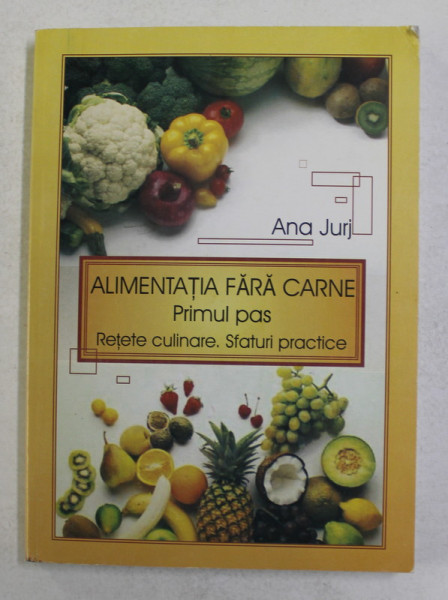 Ana Jurj
ALIMENTAȚIA FĂRĂ CARNE
Primul pas
Rețete culinare. Sfaturi practice